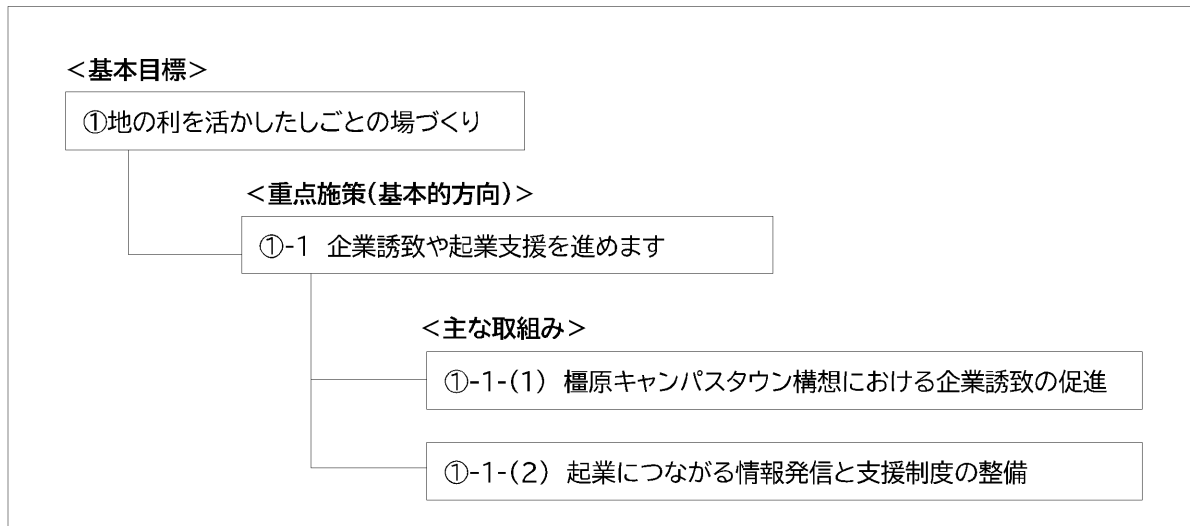 ＜基本目標＞
①地の利を活かしたしごとの場づくり
＜重点施策(基本的方向)＞
①-1　企業誘致や起業支援を進めます
＜主な取組み＞
①-1-(1)　橿原キャンパスタウン構想における企業誘致の促進
①-1-(2)　起業につながる情報発信と支援制度の整備